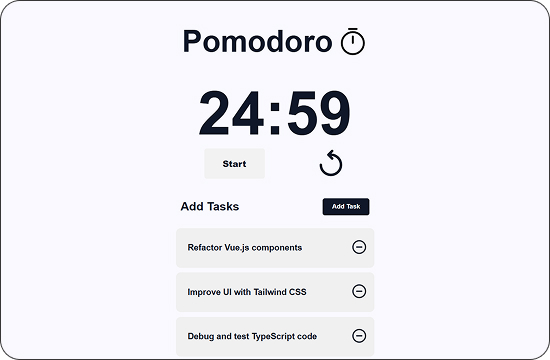 Pomodoro
24:59
Start
Add Tasks
Add Task
Refactor Vue.js components
Improve UI with Tailwind CSS
Debug and test TypeScript code